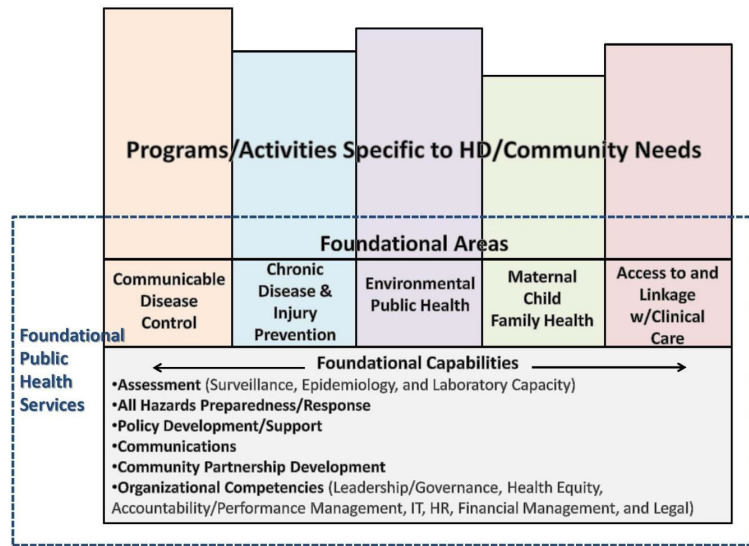 Programs/Activities Specific to HD/Community Needs
Foundational Areas
Communicable
Disease
Control
Chronic
Disease &
Injury
Prevention
Environmental
Public Health
Maternal
Child
Family Health
Access to and
Linkage
w/Clinical
Care
Foundational
Public
Health
Services
Foundational Capabilities
•Assessment (Surveillance, Epidemiology, and Laboratory Capacity)
•All Hazards Preparedness/Response
•Policy Development/Support
•Communications
•Community Partnership Development
•Organizational Competencies (Leadership/Governance, Health Equity,
Accountability/Performance Management, IT, HR, Financial Management, and Legal)